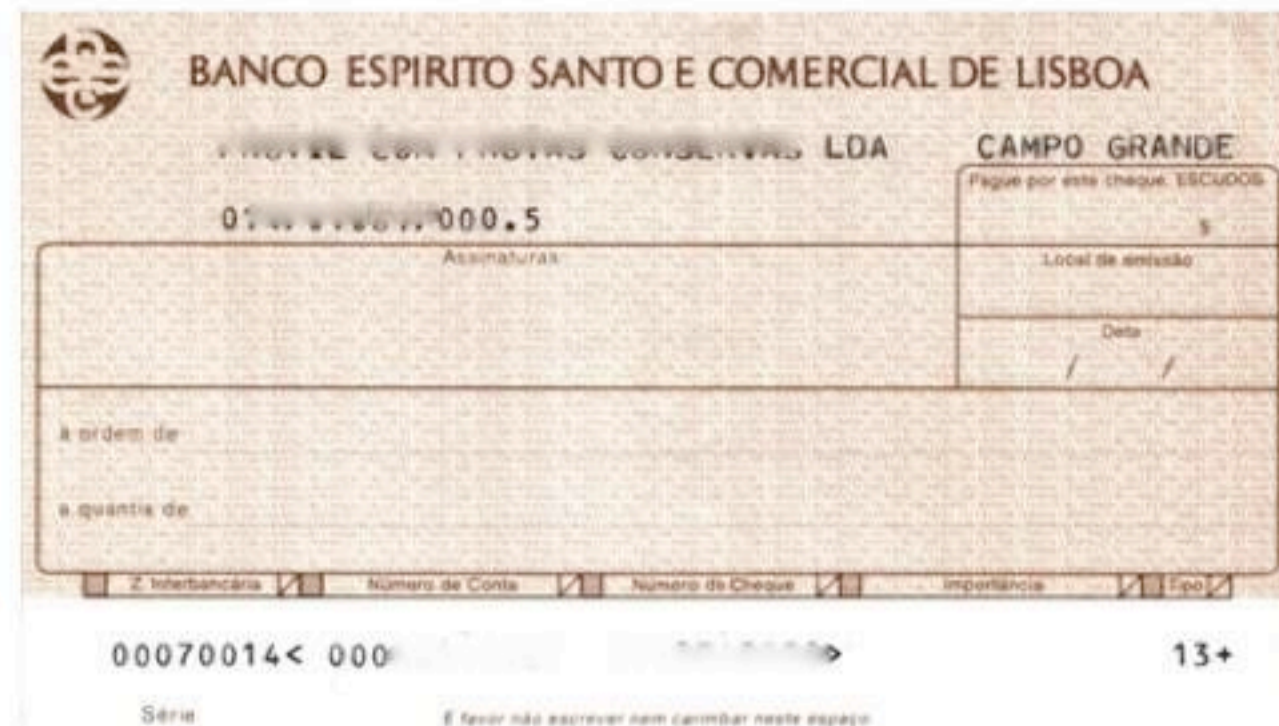 BANCO ESPIRITO SANTO E COMERCIAL DE LISBOA
LDA CAMPO GRANDE
Pague por este cheque, ESCUDOS
000.5
$
Assinaturas
Local de emissão
Data
/ /
à ordem de
a quantia de
Z. Interbancária Número de Conta Número do Cheque Importância Tipo
00070014< 000 > 13+
Série É favor não escrever nem carimbar neste espaço